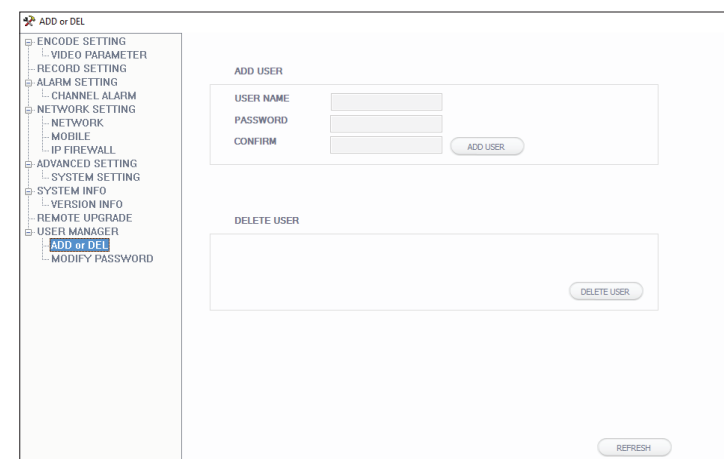 ADD or DEL
ENCODE SETTING
VIDEO PARAMETER
RECORD SETTING
ALARM SETTING
CHANNEL ALARM
NETWORK SETTING
NETWORK
MOBILE
IP FIREWALL
ADVANCED SETTING
SYSTEM SETTING
SYSTEM INFO
VERSION INFO
REMOTE UPGRADE
USER MANAGER
ADD or DEL
MODIFY PASSWORD
ADD USER
USER NAME
PASSWORD
CONFIRM
ADD USER
DELETE USER
DELETE USER
REFRESH